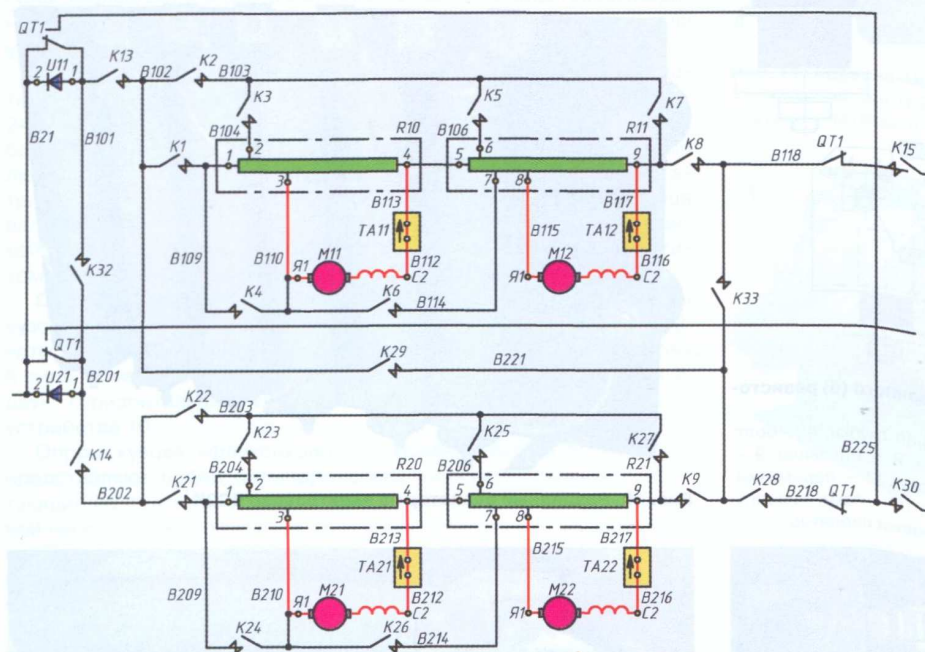 QT1
U11
2
1
K13
K2
B102
B103
K3
K5
K7
B21
B101
K1
B104
2
R10
B106
6
R11
K8
QT1
K15
B118
1
4
5
9
3
7
8
B113
B117
TA11
TA12
B109
B110
B112
B115
B116
Я1
M11
C2
Я1
M12
C2
K32
K4
K6
B114
K33
QT1
K29
B221
U21
2
1
B201
K22
B203
K23
K25
K27
K14
B204
2
R20
B206
6
R21
K9
K28
B225
K21
B202
1
4
5
9
B218
QT1
K30
3
7
8
B213
B217
TA21
TA22
B209
B210
B212
B215
B216
Я1
M21
C2
Я1
M22
C2
K24
K26
B214